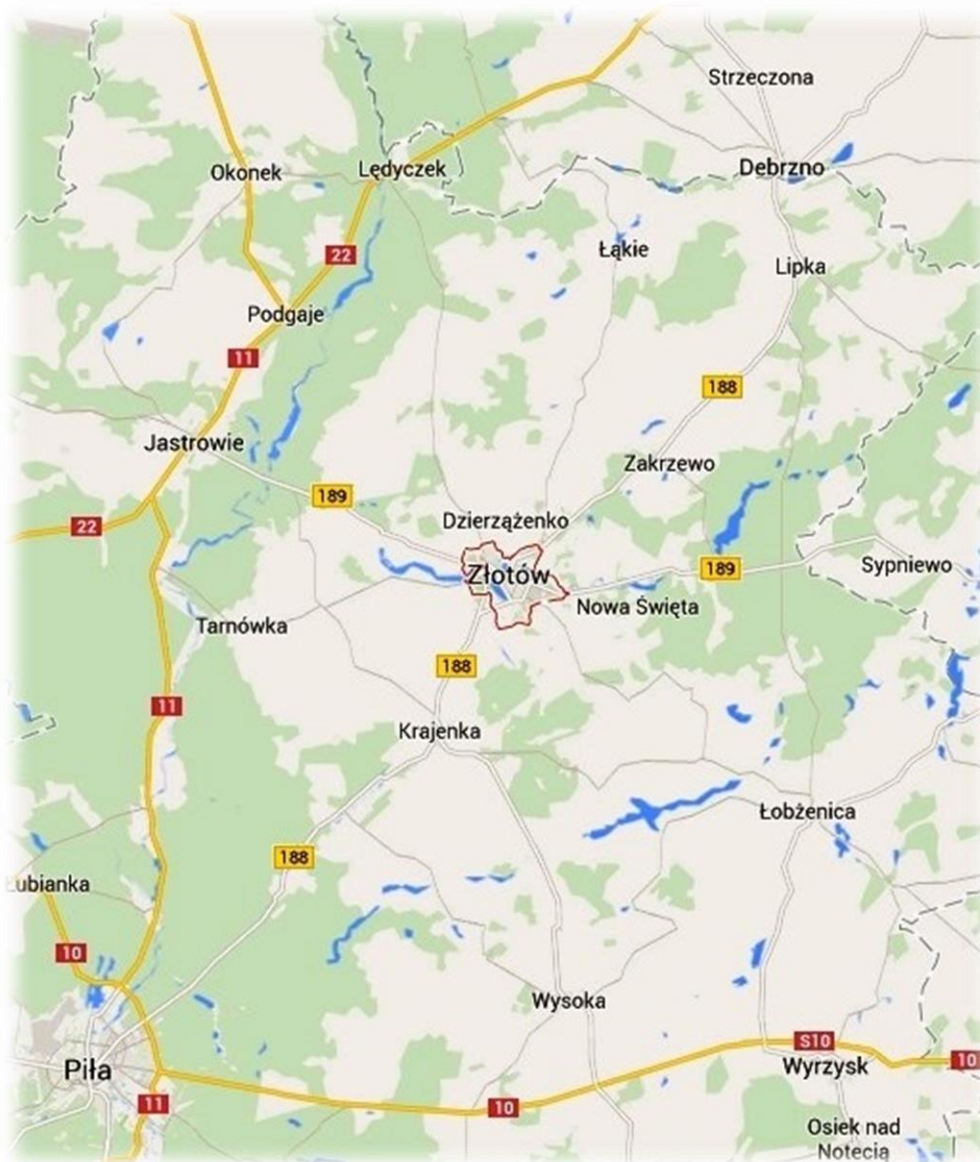 Strzeczona
Okonek
Lędyczek
Debrzno
22
Łąkie
Lipka
Podgaje
11
188
Jastrowie
Zakrzewo
189
Dzierzążenko
22
Złotów
189
Sypniewo
Nowa Święta
Tarnówka
188
11
Krajenka
Łobżenica
188
Łubianka
10
Wysoka
S10
Wyrzysk
10
Piła
11
10
Osiek nad
Notecią